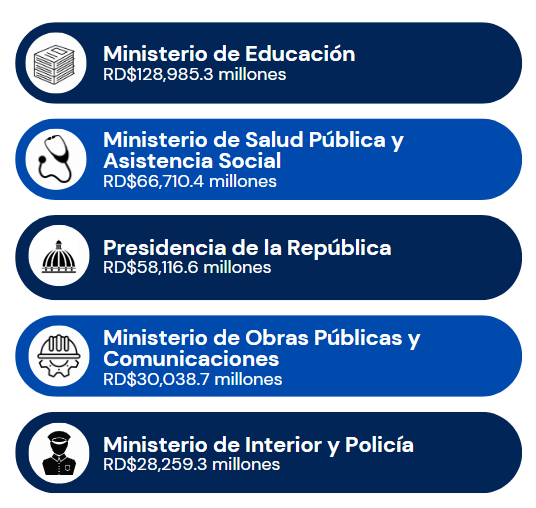 Ministerio de Educación
RD$128,985.3 millones
Ministerio de Salud Pública y
Asistencia Social
RD$66,710.4 millones
Presidencia de la República
RD$58,116.6 millones
Ministerio de Obras Públicas y
Comunicaciones
RD$30,038.7 millones
Ministerio de Interior y Policía
RD$28,259.3 millones